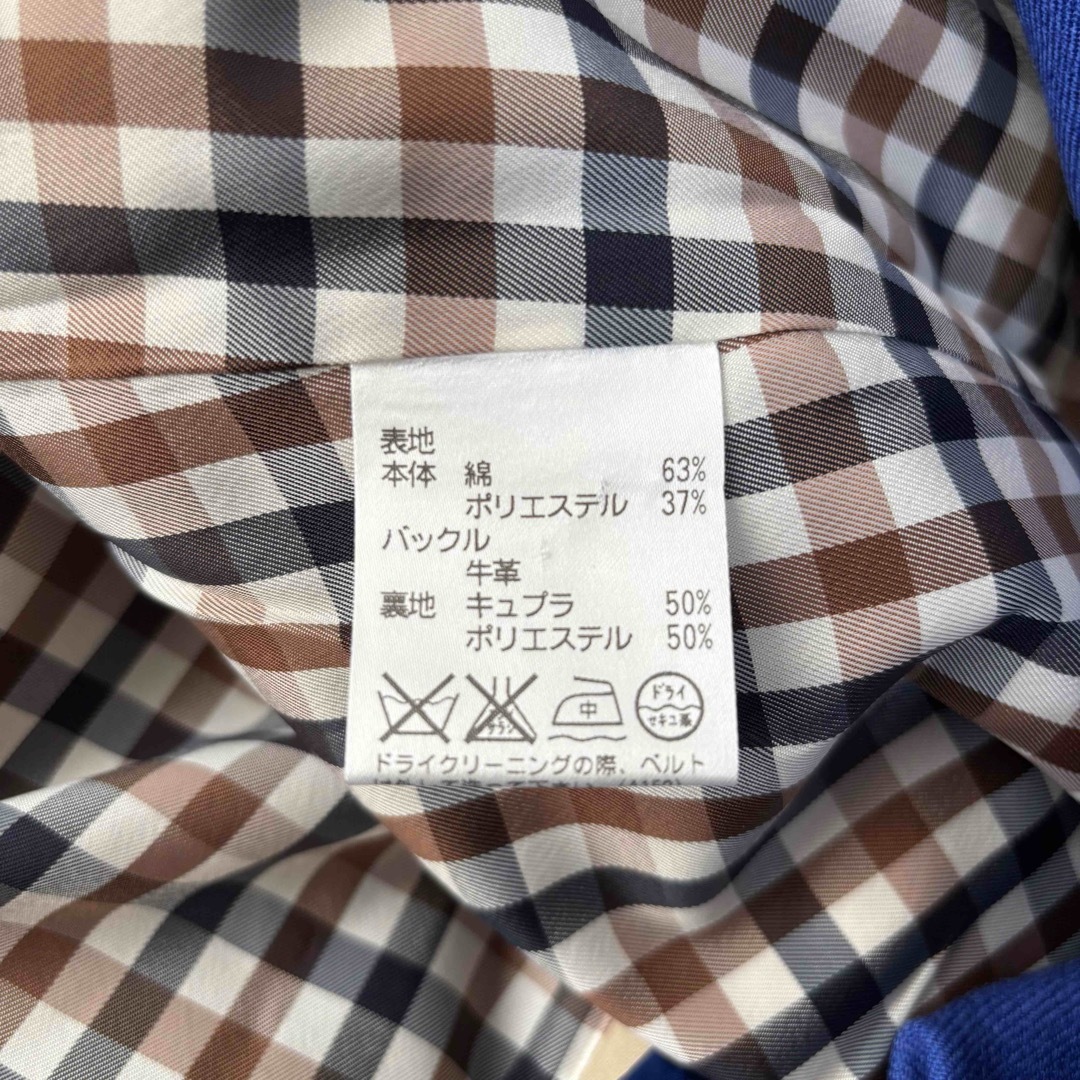 表地
本体 綿 63%
ポリエステル 37%
バックル
牛革
裏地 キュプラ 50%
ポリエステル 50%
中
ドライ
セキユ系
ドライクリーニングの際、ベルト